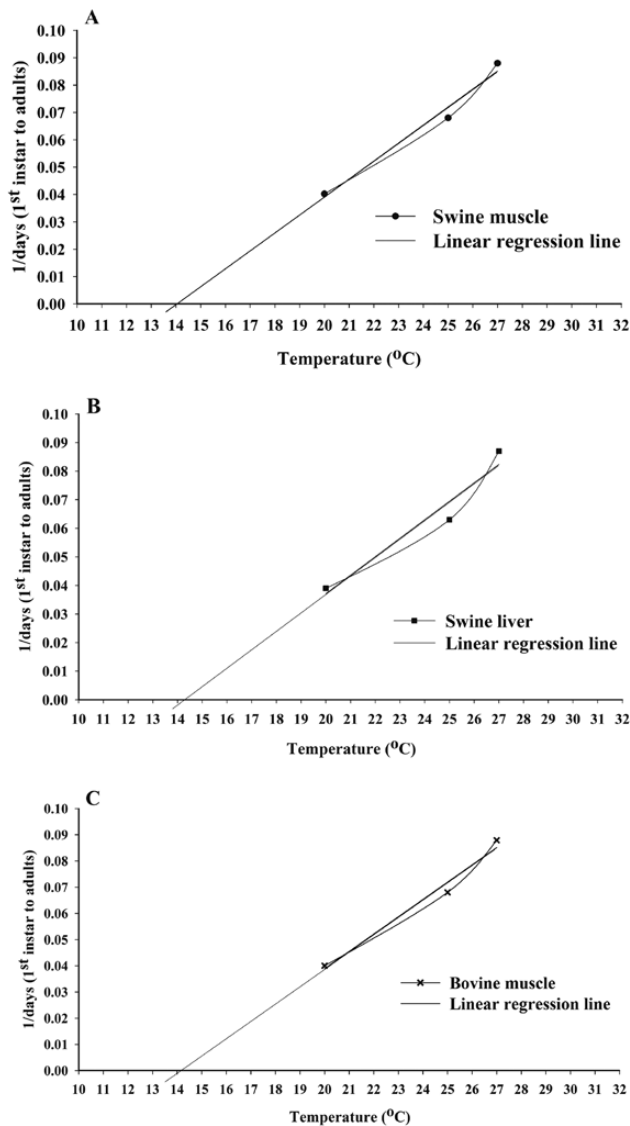 A
1/days (1st instar to adults)
0.10
0.09
0.08
0.07
0.06
0.05
0.04
0.03
0.02
0.01
0.00
Swine muscle
Linear regression line
10 11 12 13 14 15 16 17 18 19 20 21 22 23 24 25 26 27 28 29 30 31 32
Temperature (ºC)
B
1/days (1st instar to adults)
0.10
0.09
0.08
0.07
0.06
0.05
0.04
0.03
0.02
0.01
0.00
Swine liver
Linear regression line
10 11 12 13 14 15 16 17 18 19 20 21 22 23 24 25 26 27 28 29 30 31 32
Temperature (ºC)
C
1/days (1st instar to adults)
0.10
0.09
0.08
0.07
0.06
0.05
0.04
0.03
0.02
0.01
0.00
Bovine muscle
Linear regression line
10 11 12 13 14 15 16 17 18 19 20 21 22 23 24 25 26 27 28 29 30 31 32
Temperature (ºC)